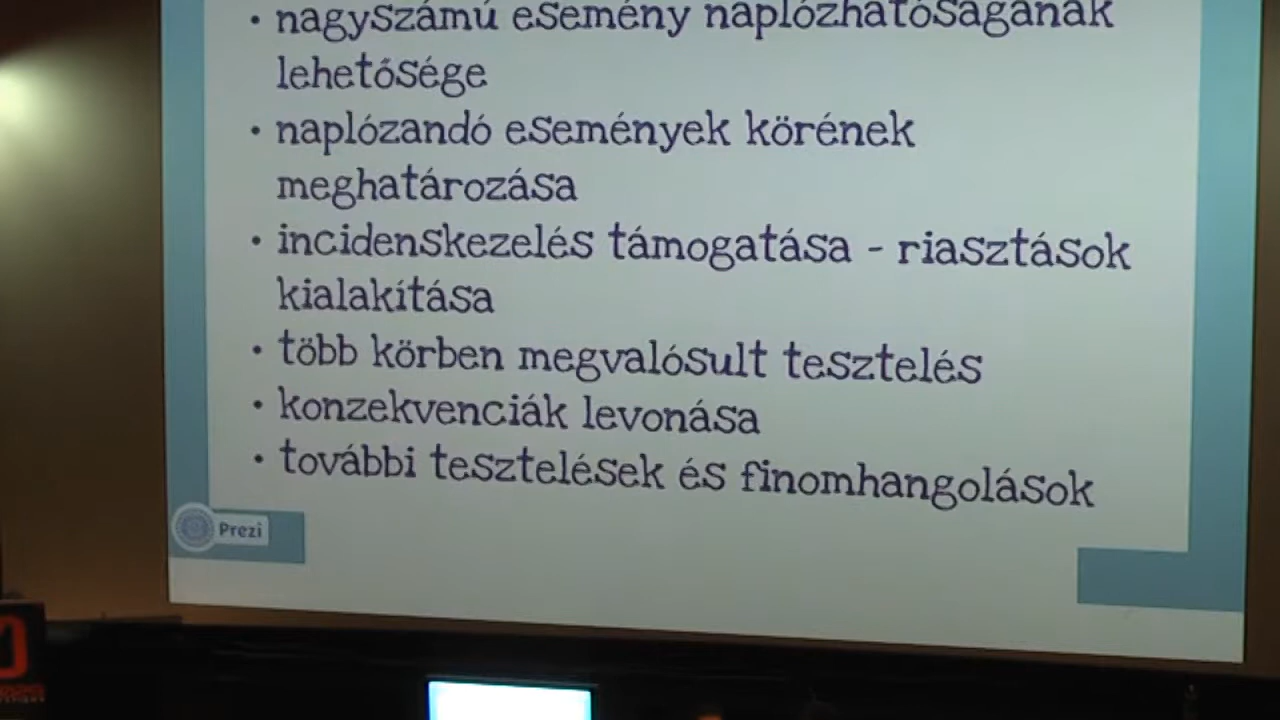 • nagyszámú esemény naplózhatóságának
lehetősége
• naplózandó események körének
meghatározása
• incidenskezelés támogatása - riasztások
kialakítása
• több körben megvalósult tesztelés
• konzekvenciák levonása
• további tesztelések és finomhangolások
Prezi